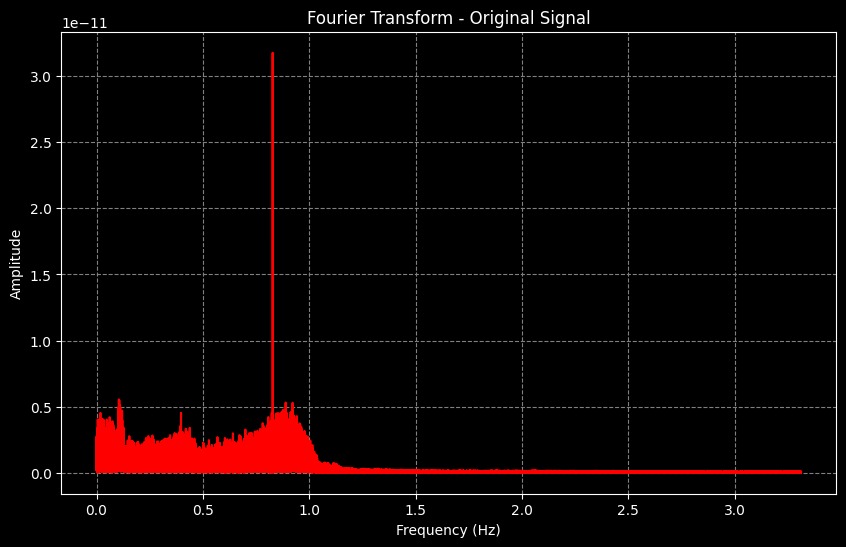 Fourier Transform - Original Signal
1e−11
3.0
2.5
2.0
1.5
1.0
0.5
0.0
Amplitude
0.0 0.5 1.0 1.5 2.0 2.5 3.0
Frequency (Hz)